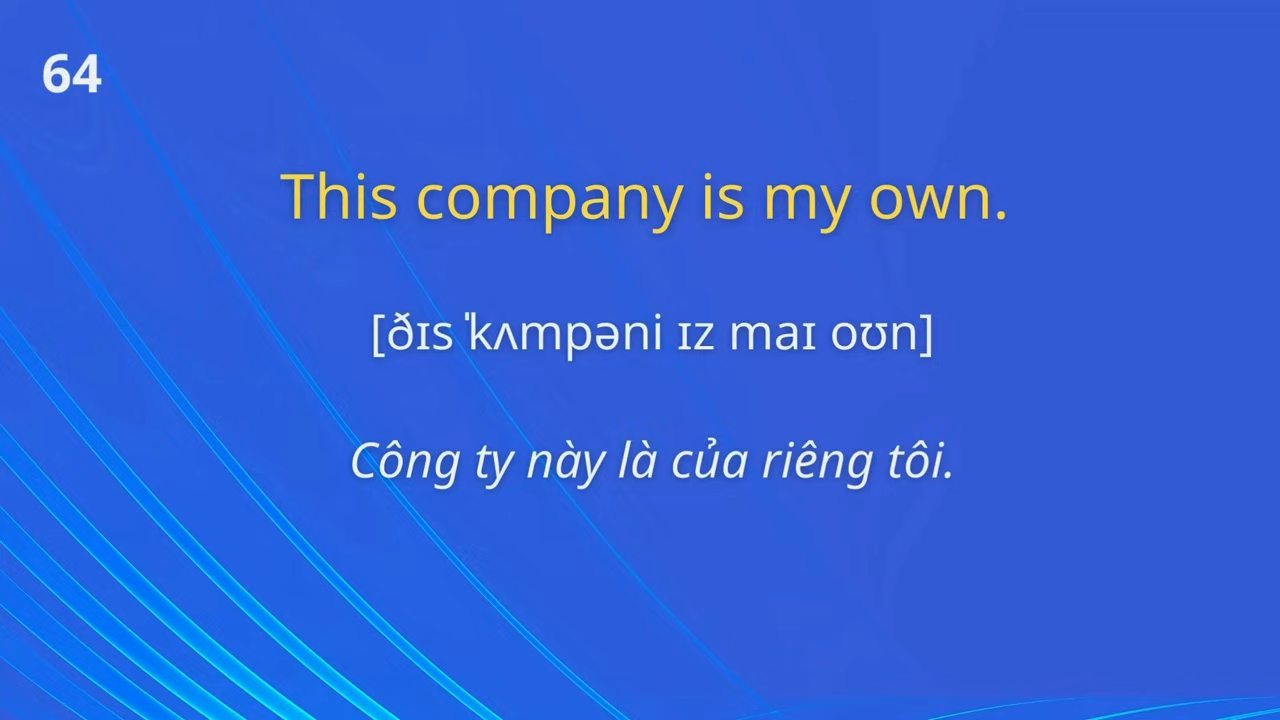 64
This company is my own.
[ðɪs ˈkʌmpəni ɪz maɪ oʊn]
Công ty này là của riêng tôi.